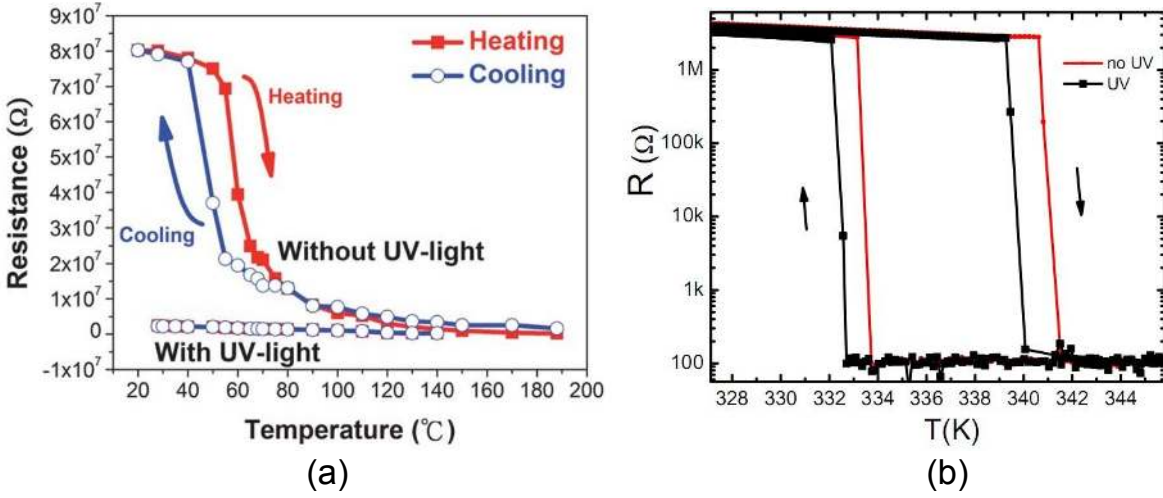 Resistance (Ω)
9x10⁷
8x10⁷
7x10⁷
6x10⁷
5x10⁷
4x10⁷
3x10⁷
2x10⁷
1x10⁷
0
-1x10⁷
Heating
Cooling
Heating
Cooling
Without UV-light
With UV-light
0 20 40 60 80 100 120 140 160 180 200
Temperature (℃)
(a)
R (Ω)
1M
100k
10k
1k
100
no UV
UV
328 330 332 334 336 338 340 342 344
T(K)
(b)